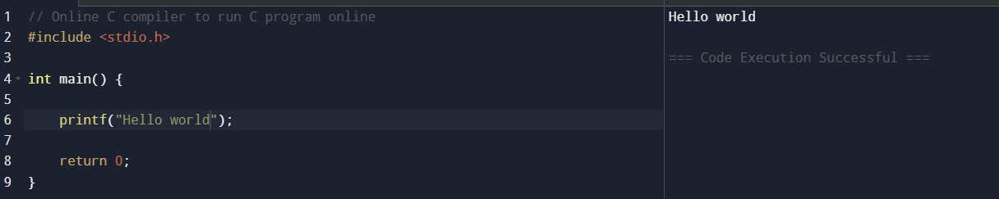 1 // Online C compiler to run C program online
2 #include <stdio.h>
3
4 int main() {
5
6     printf("Hello world");
7
8     return 0;
9 }
Hello world
=== Code Execution Successful ===